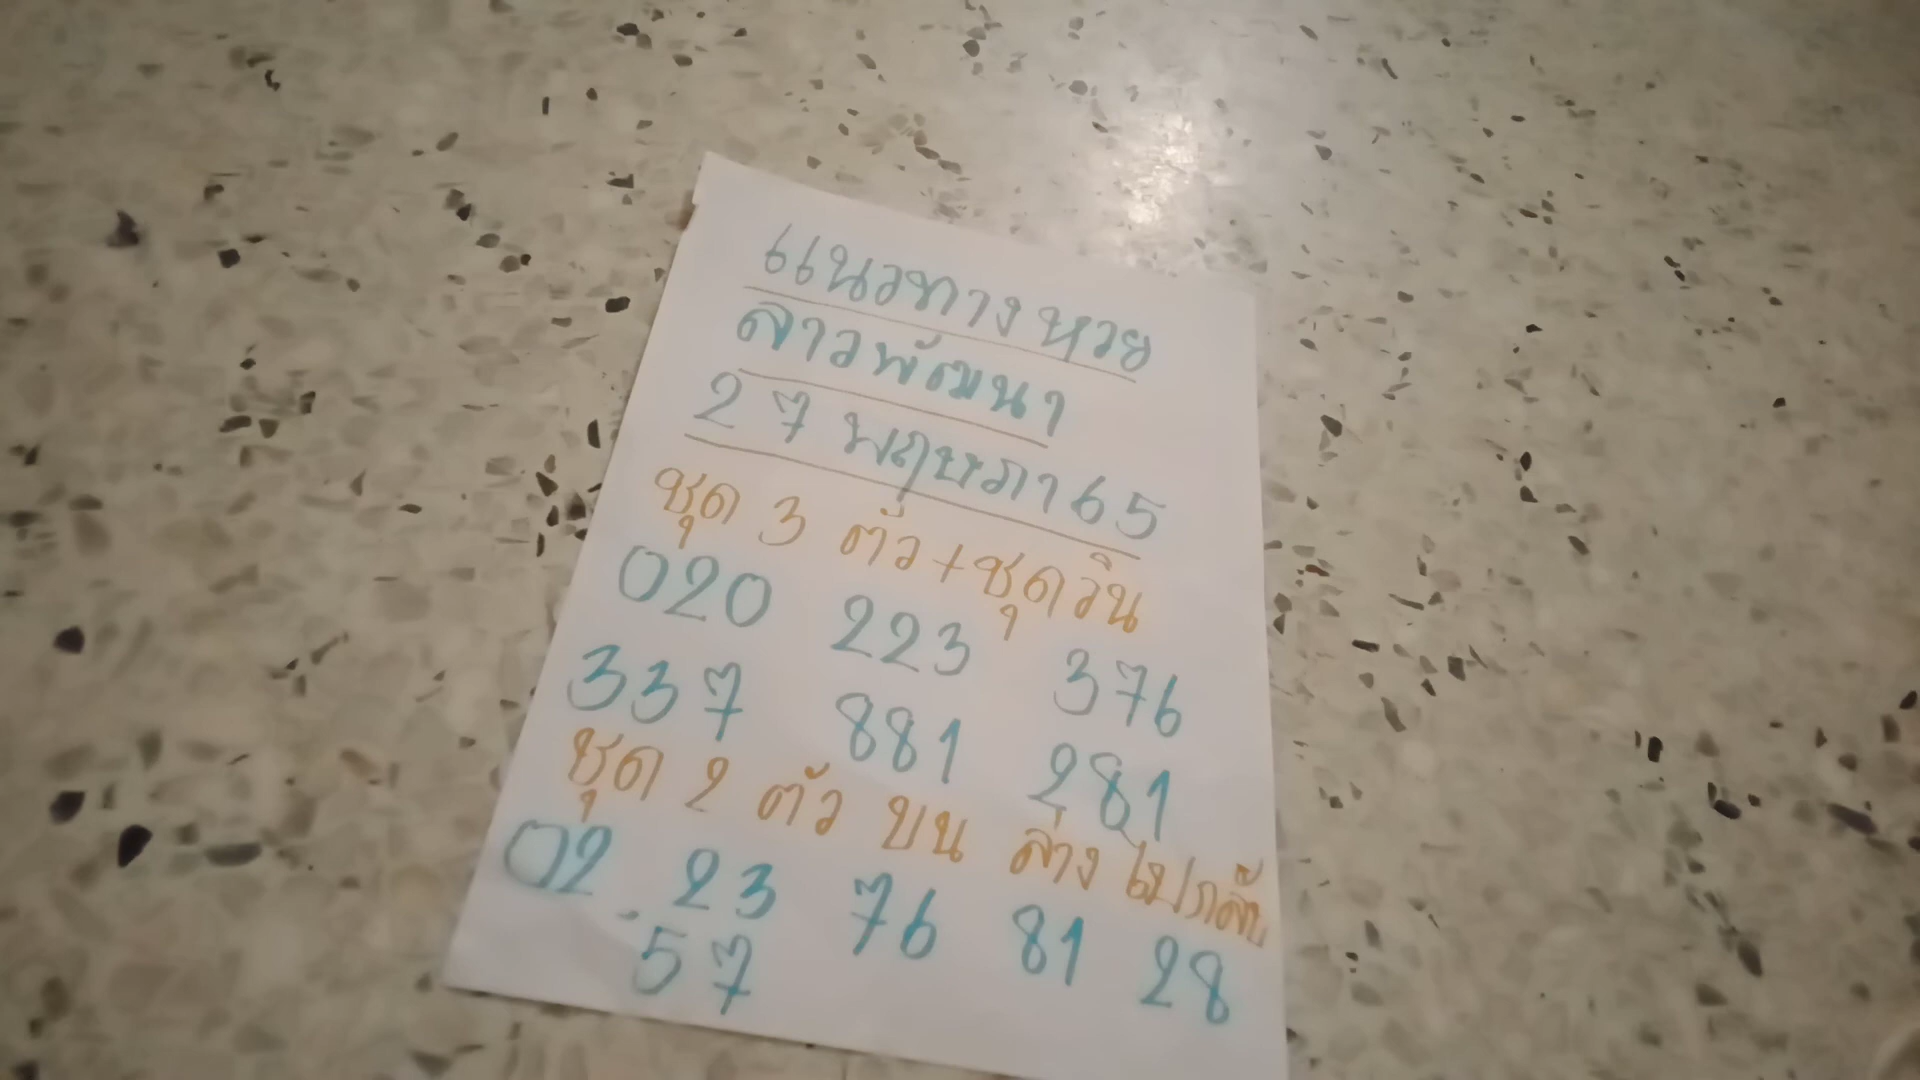 แนวทางหวย
ลาวพัฒนา
27 พฤษภา 65
ชุด 3 ตัว + ชุดวิน
020 223 376
337 881 281
ชุด 2 ตัว บน ล่าง ไปกลับ
02 23 76 81 28
57